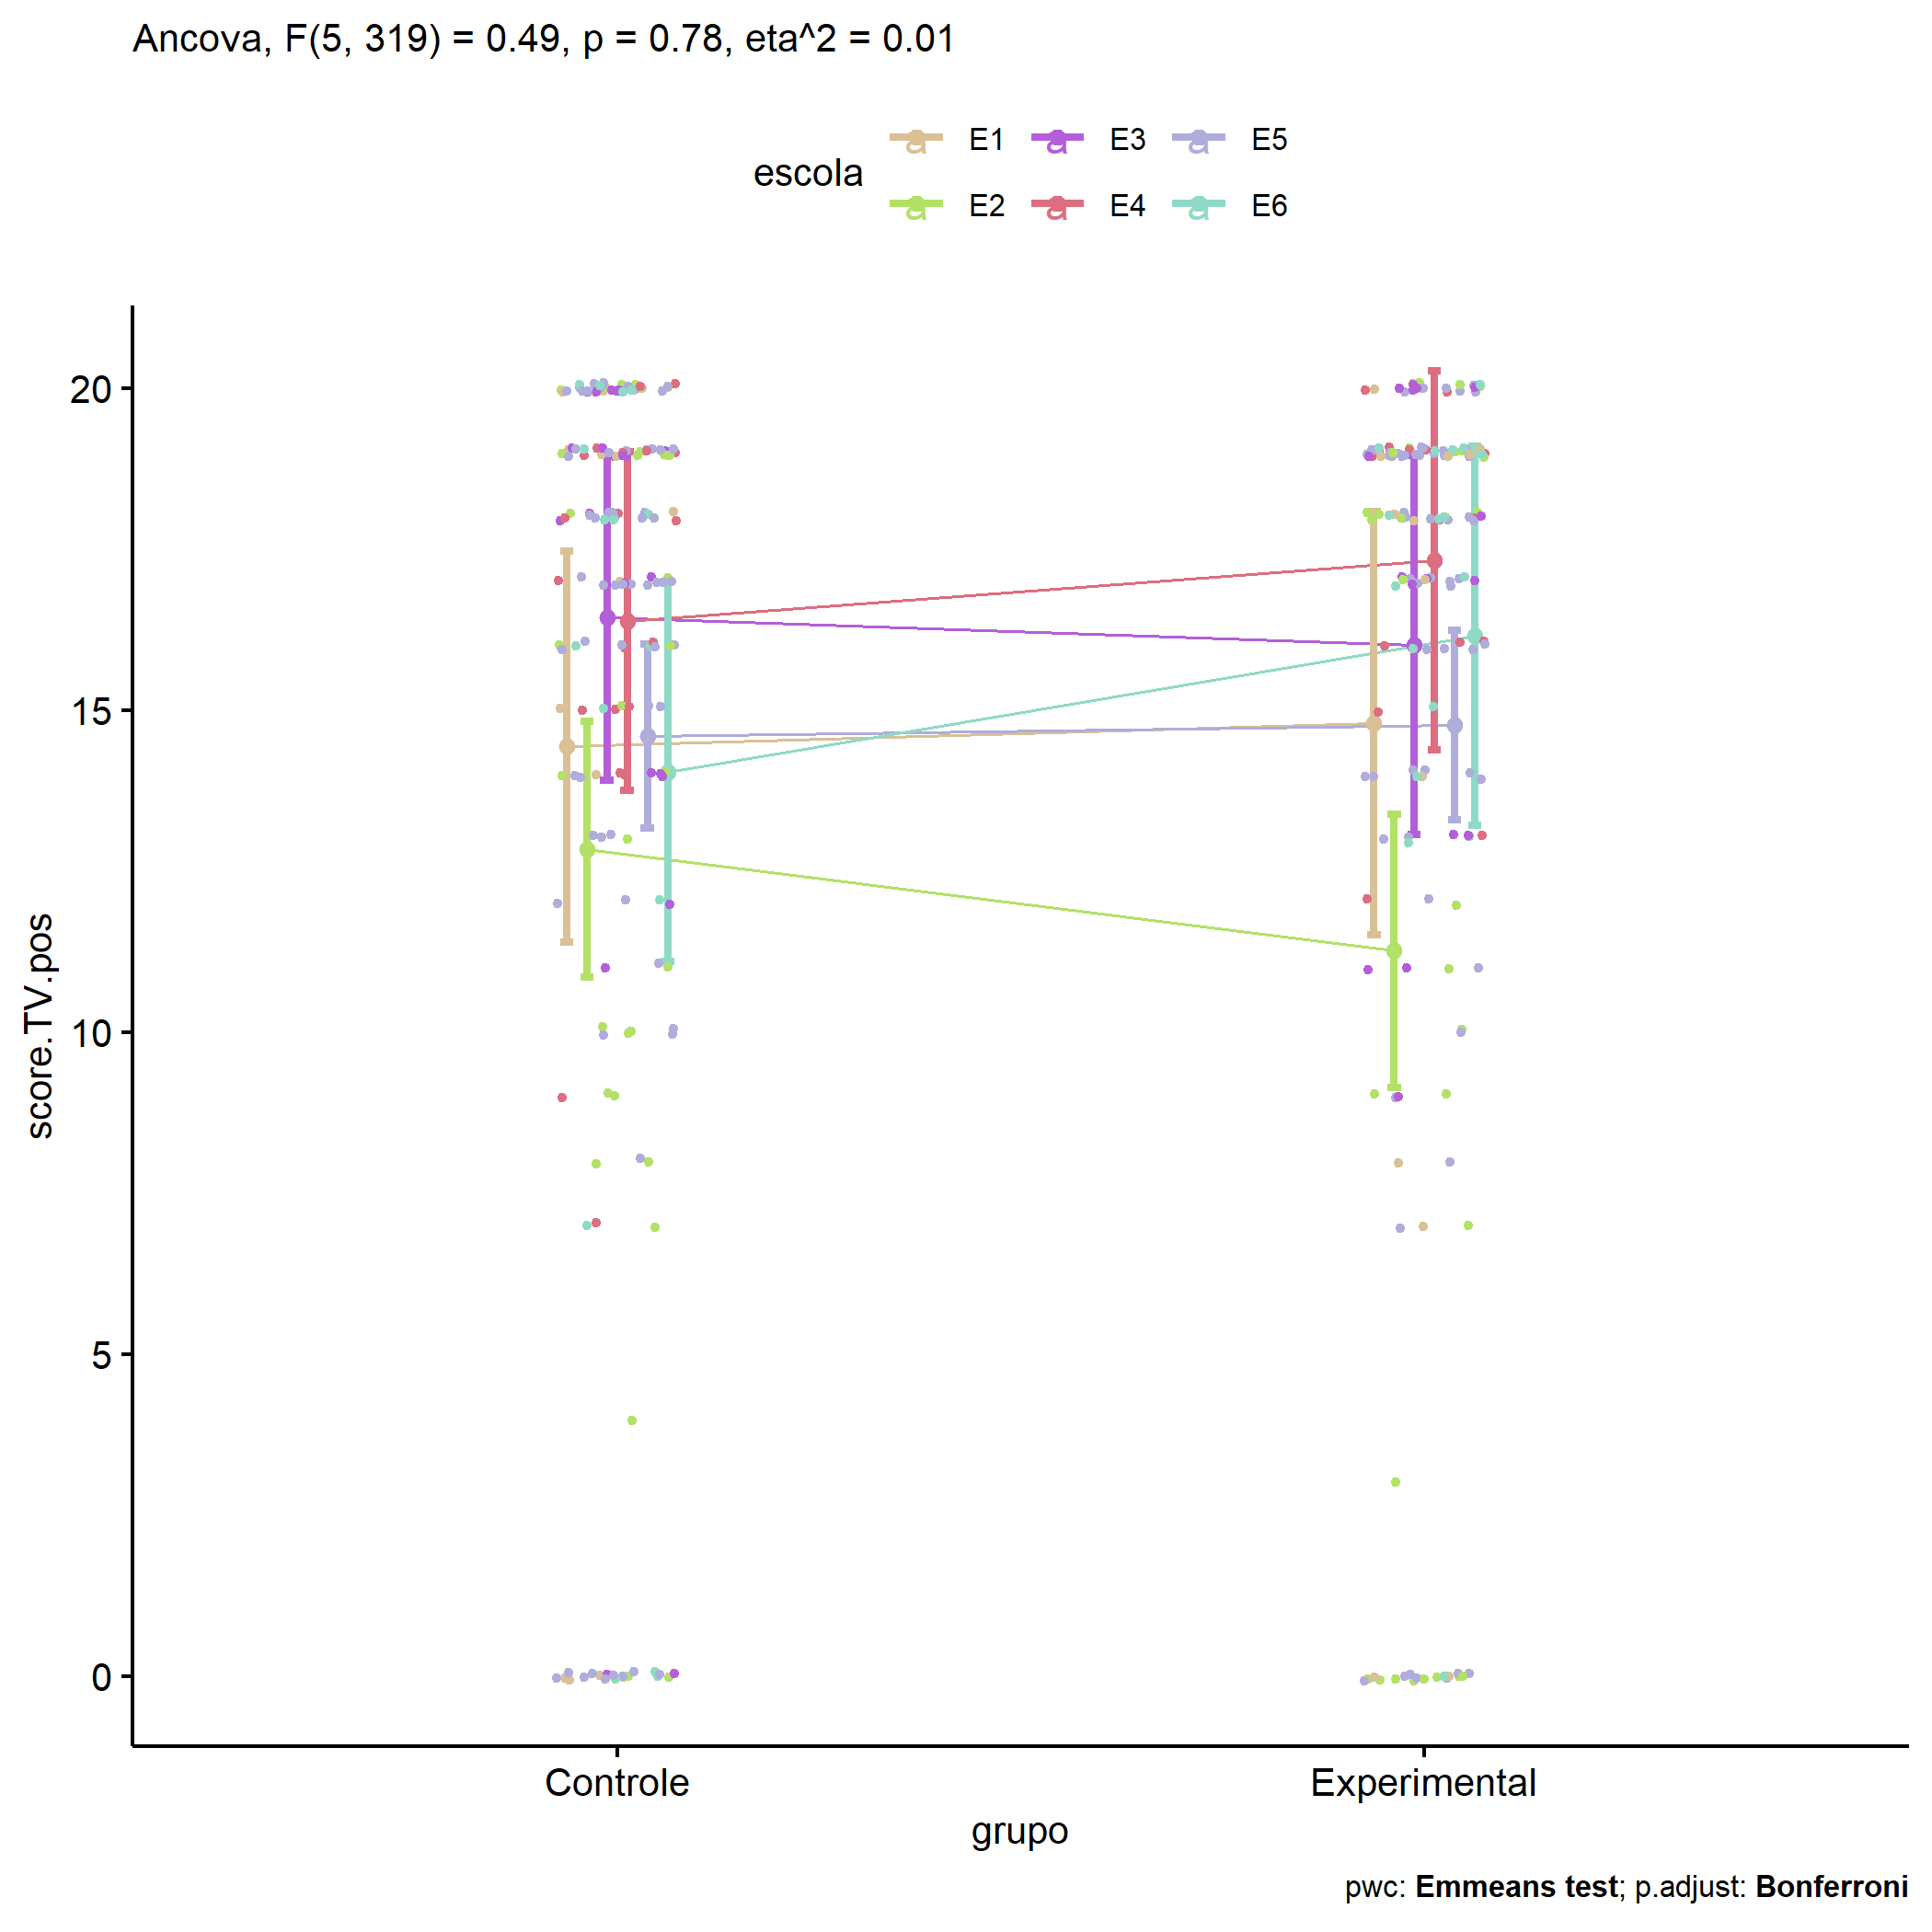 Ancova, F(5, 319) = 0.49, p = 0.78, eta^2 = 0.01
escola
a E1 a E3 a E5
a E2 a E4 a E6
score.TV.pos
20
15
10
5
0
Controle Experimental
grupo
pwc: Emmeans test; p.adjust: Bonferroni